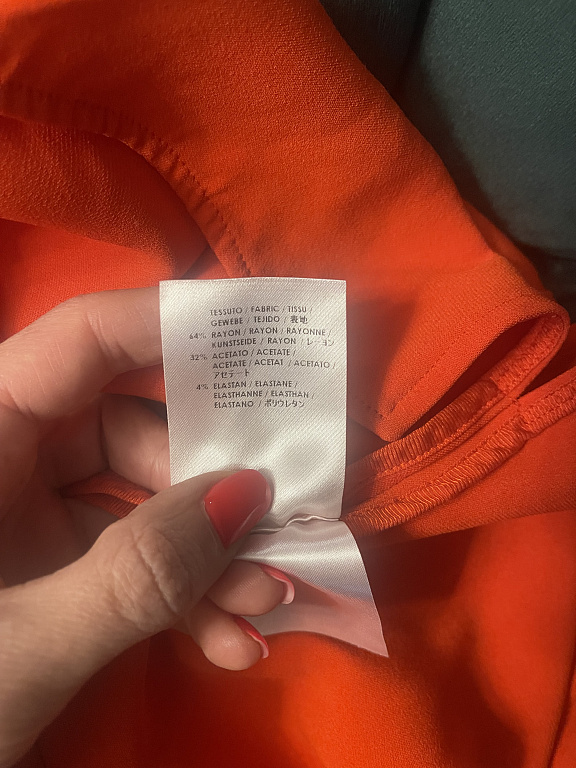 TESSUTO / FABRIC / TISSU /
GEWEBE / TEJIDO / 表地
64% RAYON / RAYON / RAYONNE /
KUNSTSEIDE / RAYON / レーヨン
32% ACETATO / ACETATE /
ACETATE / ACETAT / ACETATO /
アセテート
4% ELASTAN / ELASTANE /
ELASTHANNE / ELASTHAN /
ELASTANO / ポリウレタン